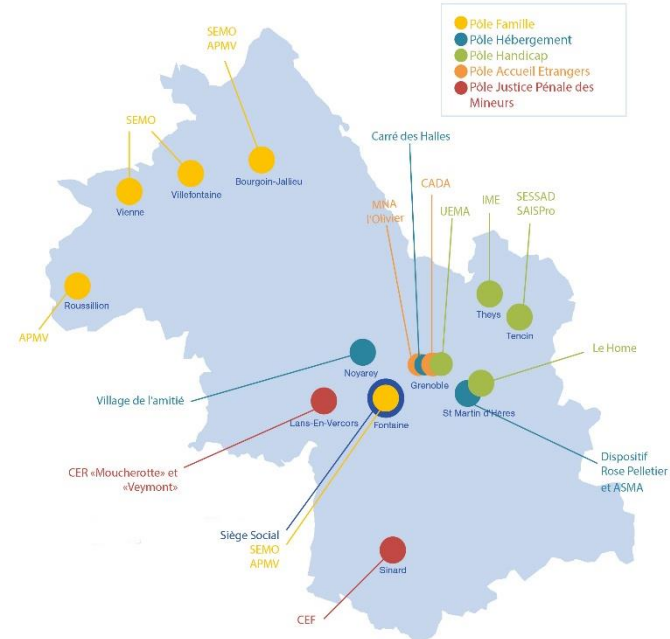 SEMO
APMV
Pôle Famille
Pôle Hébergement
Pôle Handicap
Pôle Accueil Etrangers
Pôle Justice Pénale des
Mineurs
SEMO
Carré des Halles
CADA
MNA
l'Olivier
UEMA
IME
SESSAD
SAISPro
Bourgoin-Jallieu
Villefontaine
Vienne
Roussillion
Theys
Tencin
APMV
Le Home
Noyarey
Grenoble
Village de l'amitié
St Martin d'Hères
Lans-En-Vercors
Fontaine
CER «Moucherotte» et
«Veymont»
Dispositif
Rose Pelletier
et ASMA
Siège Social
SEMO
APMV
Sinard
CEF